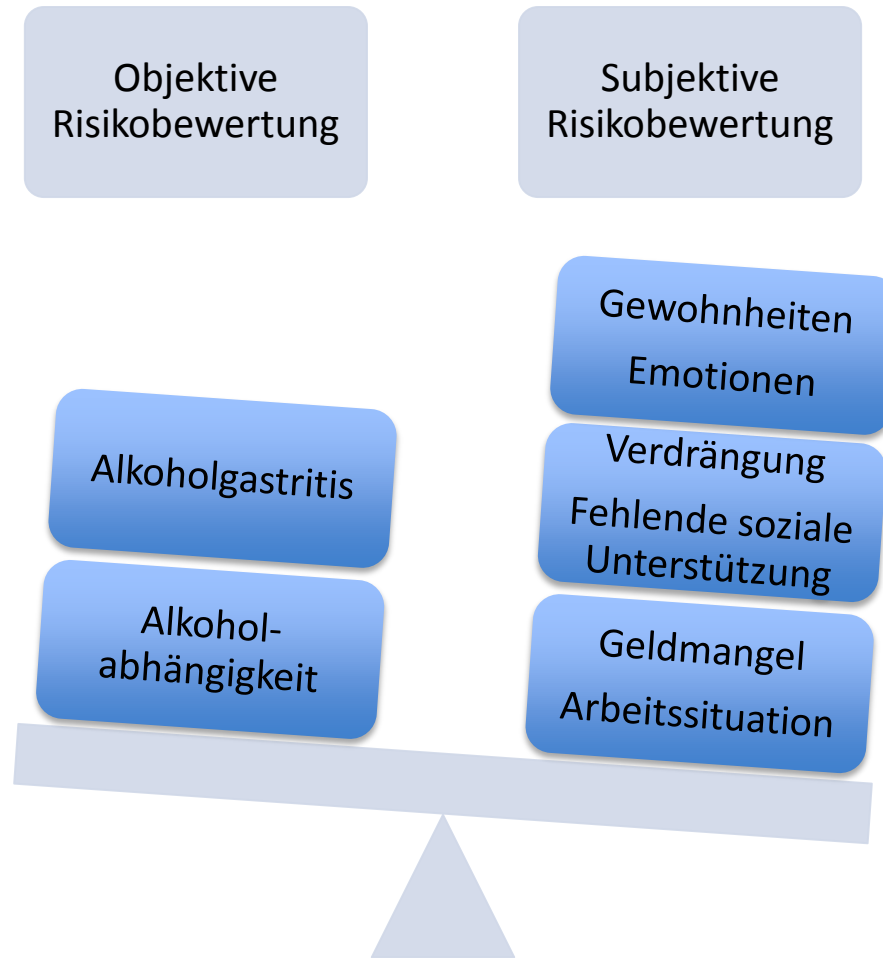 Objektive
Risikobewertung
Subjektive
Risikobewertung
Alkoholgastritis
Alkohol-
abhängigkeit
Gewohnheiten
Emotionen
Verdrängung
Fehlende soziale
Unterstützung
Geldmangel
Arbeitssituation